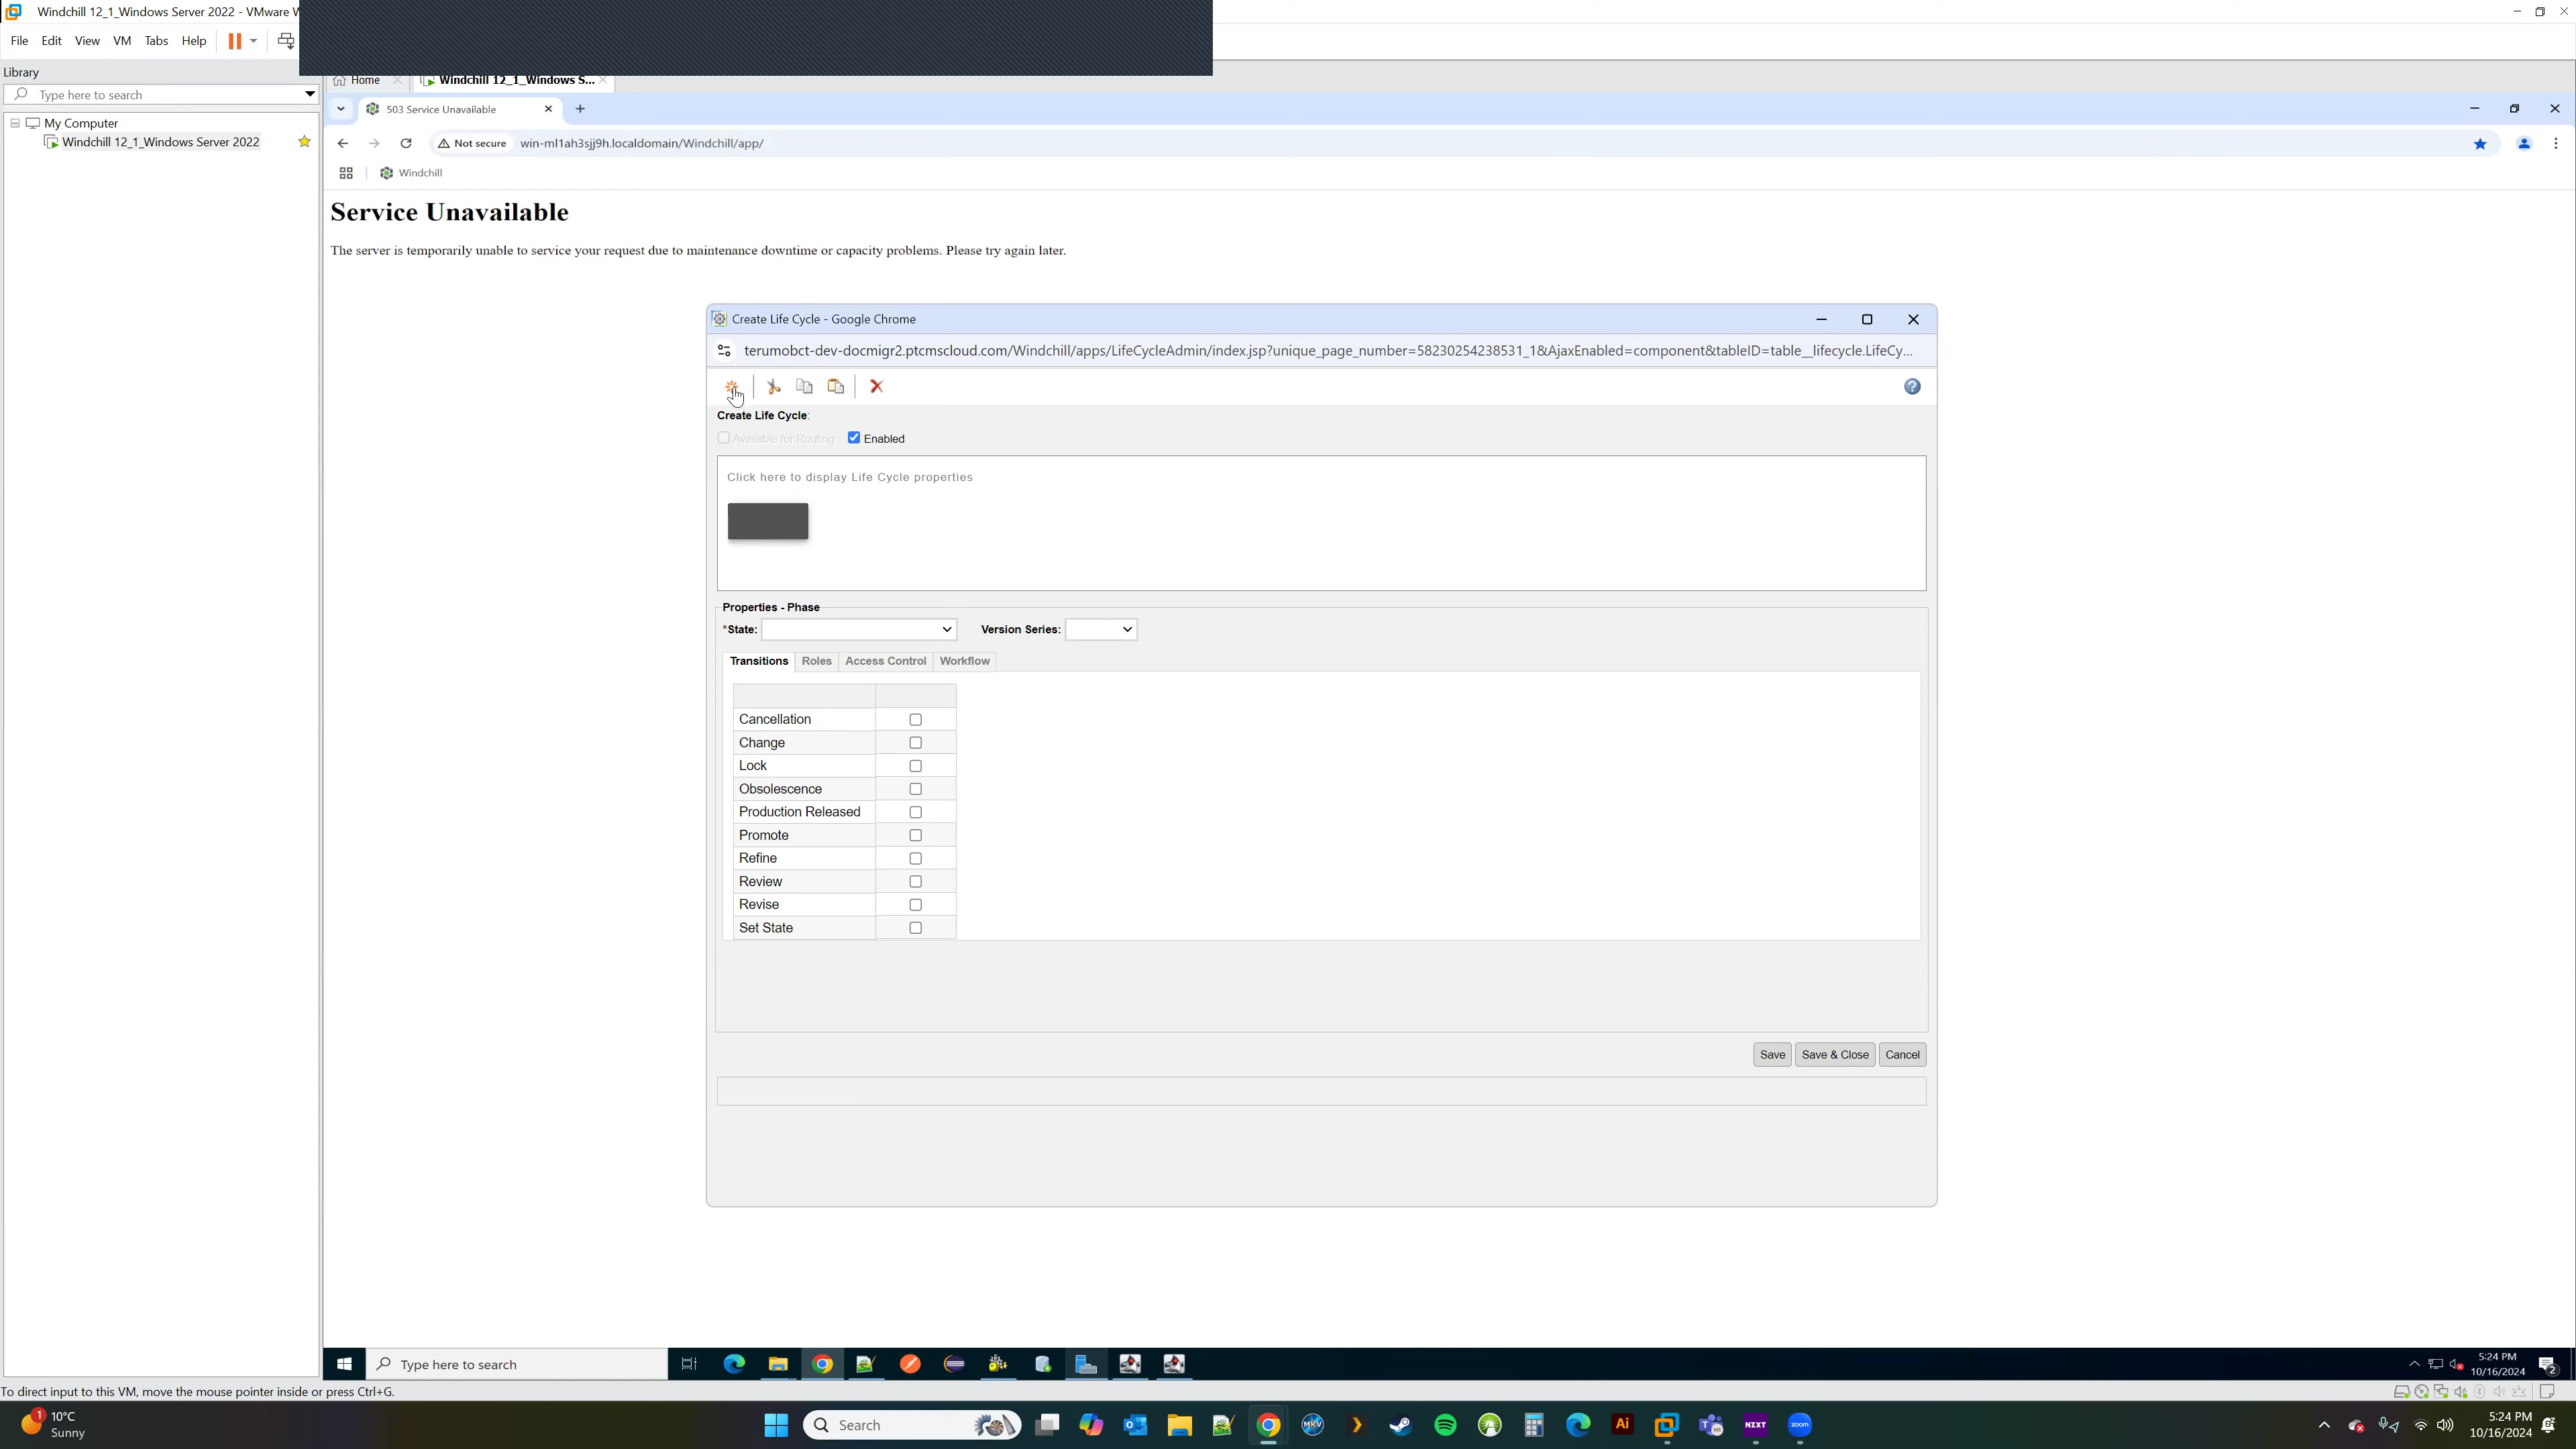 Windchill 12_1_Windows Server 2022 - VMware W
File Edit View VM Tabs Help
Library
Type here to search
My Computer
Windchill 12_1_Windows Server 2022
Home
Windchill 12_1_Windows S...
503 Service Unavailable
Not secure win-ml1ah3sjj9h.localdomain/Windchill/app/
Windchill
Service Unavailable
The server is temporarily unable to service your request due to maintenance downtime or capacity problems. Please try again later.
Create Life Cycle - Google Chrome
terumobct-dev-docmigr2.ptcmscloud.com/Windchill/apps/LifeCycleAdmin/index.jsp?unique_page_number=58230254238531_1&AjaxEnabled=component&tableID=table__lifecycle.LifeCy...
Create Life Cycle:
Available for Routing Enabled
Click here to display Life Cycle properties
Properties - Phase
*State: Version Series:
Transitions Roles Access Control Workflow
Cancellation
Change
Lock
Obsolescence
Production Released
Promote
Refine
Review
Revise
Set State
Save Save & Close Cancel
Type here to search
5:24 PM
10/16/2024
2
To direct input to this VM, move the mouse pointer inside or press Ctrl+G.
1
10°C
Sunny
Search
MKV
Ai
NZXT
zoom
5:24 PM
10/16/2024